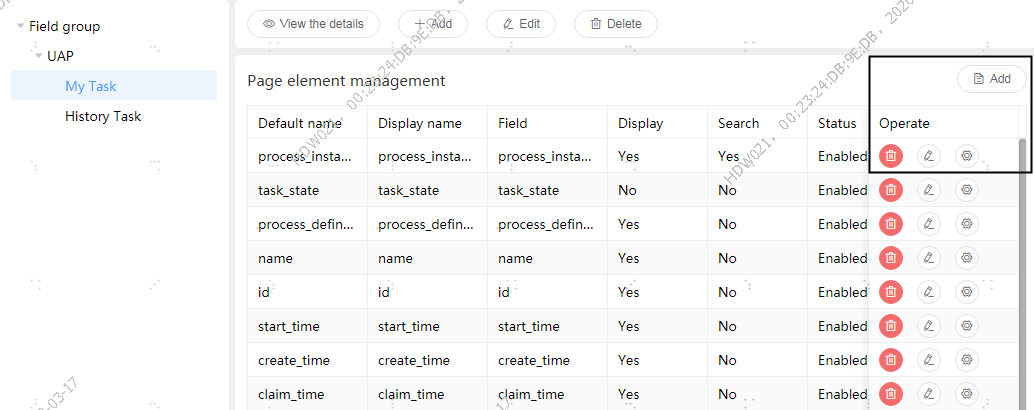 Field group
UAP
My Task
History Task
View the details Add Edit Delete
Page element management
Add
Default name Display name Field Display Search Status Operate
process_insta... process_insta... process_insta... Yes Yes Enabled
task_state task_state task_state No No Enabled
process_defin... process_defin... process_defin... Yes No Enabled
name name name Yes No Enabled
id id id Yes No Enabled
start_time start_time start_time Yes No Enabled
create_time create_time create_time Yes No Enabled
claim_time claim_time claim_time Yes No Enabled
HDW021, 00:23:24:DB:9E:DB, 2020
HDW021, 00:23:24:DB:9E:DB, 2020
-03-17